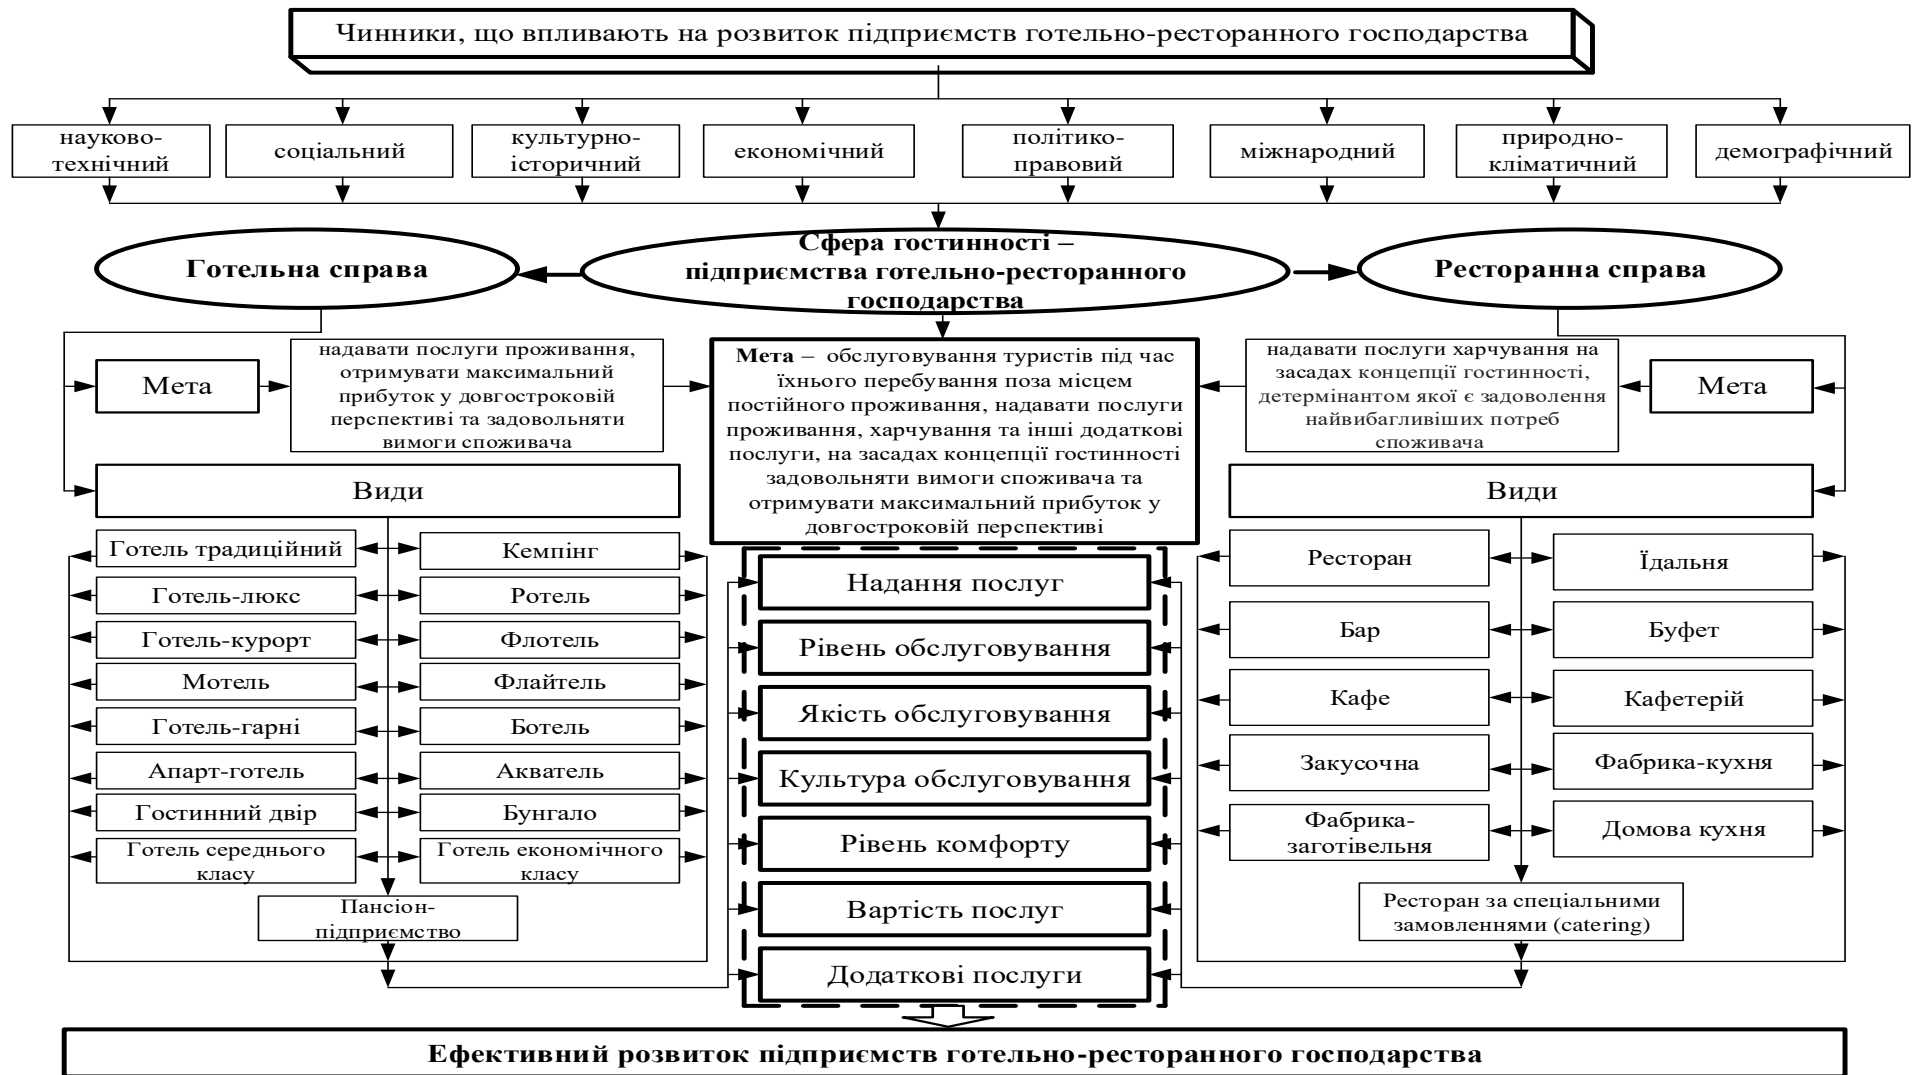 Чинники, що впливають на розвиток підприємств готельно-ресторанного господарства
науково-
технічний
соціальний
культурно-
історичний
економічний
політико-
правовий
міжнародний
природно-
кліматичний
демографічний
Готельна справа
Сфера гостинності –
підприємства готельно-ресторанного
господарства
Ресторанна справа
Мета
надавати послуги проживання,
отримувати максимальний
прибуток у довгостроковій
перспективі та задовольняти
вимоги споживача
Мета – обслуговування туристів під час
їхнього перебування поза місцем
постійного проживання, надавати послуги
проживання, харчування та інші додаткові
послуги, на засадах концепції гостинності
задовольняти вимоги споживача та
отримувати максимальний прибуток у
довгостроковій перспективі
надавати послуги харчування на
засадах концепції гостинності,
детермінантом якої є задоволення
найвибагливіших потреб
споживача
Мета
Види
Готель традиційний
Кемпінг
Готель-люкс
Ротель
Готель-курорт
Флотель
Мотель
Флайтель
Готель-гарні
Ботель
Апарт-готель
Акватель
Гостинний двір
Бунгало
Готель середнього
класу
Готель економічного
класу
Пансіон-
підприємство
Надання послуг
Рівень обслуговування
Якість обслуговування
Культура обслуговування
Рівень комфорту
Вартість послуг
Додаткові послуги
Види
Ресторан
Їдальня
Бар
Буфет
Кафе
Кафетерій
Закусочна
Фабрика-кухня
Фабрика-
заготівельня
Домова кухня
Ресторан за спеціальними
замовленнями (catering)
Ефективний розвиток підприємств готельно-ресторанного господарства